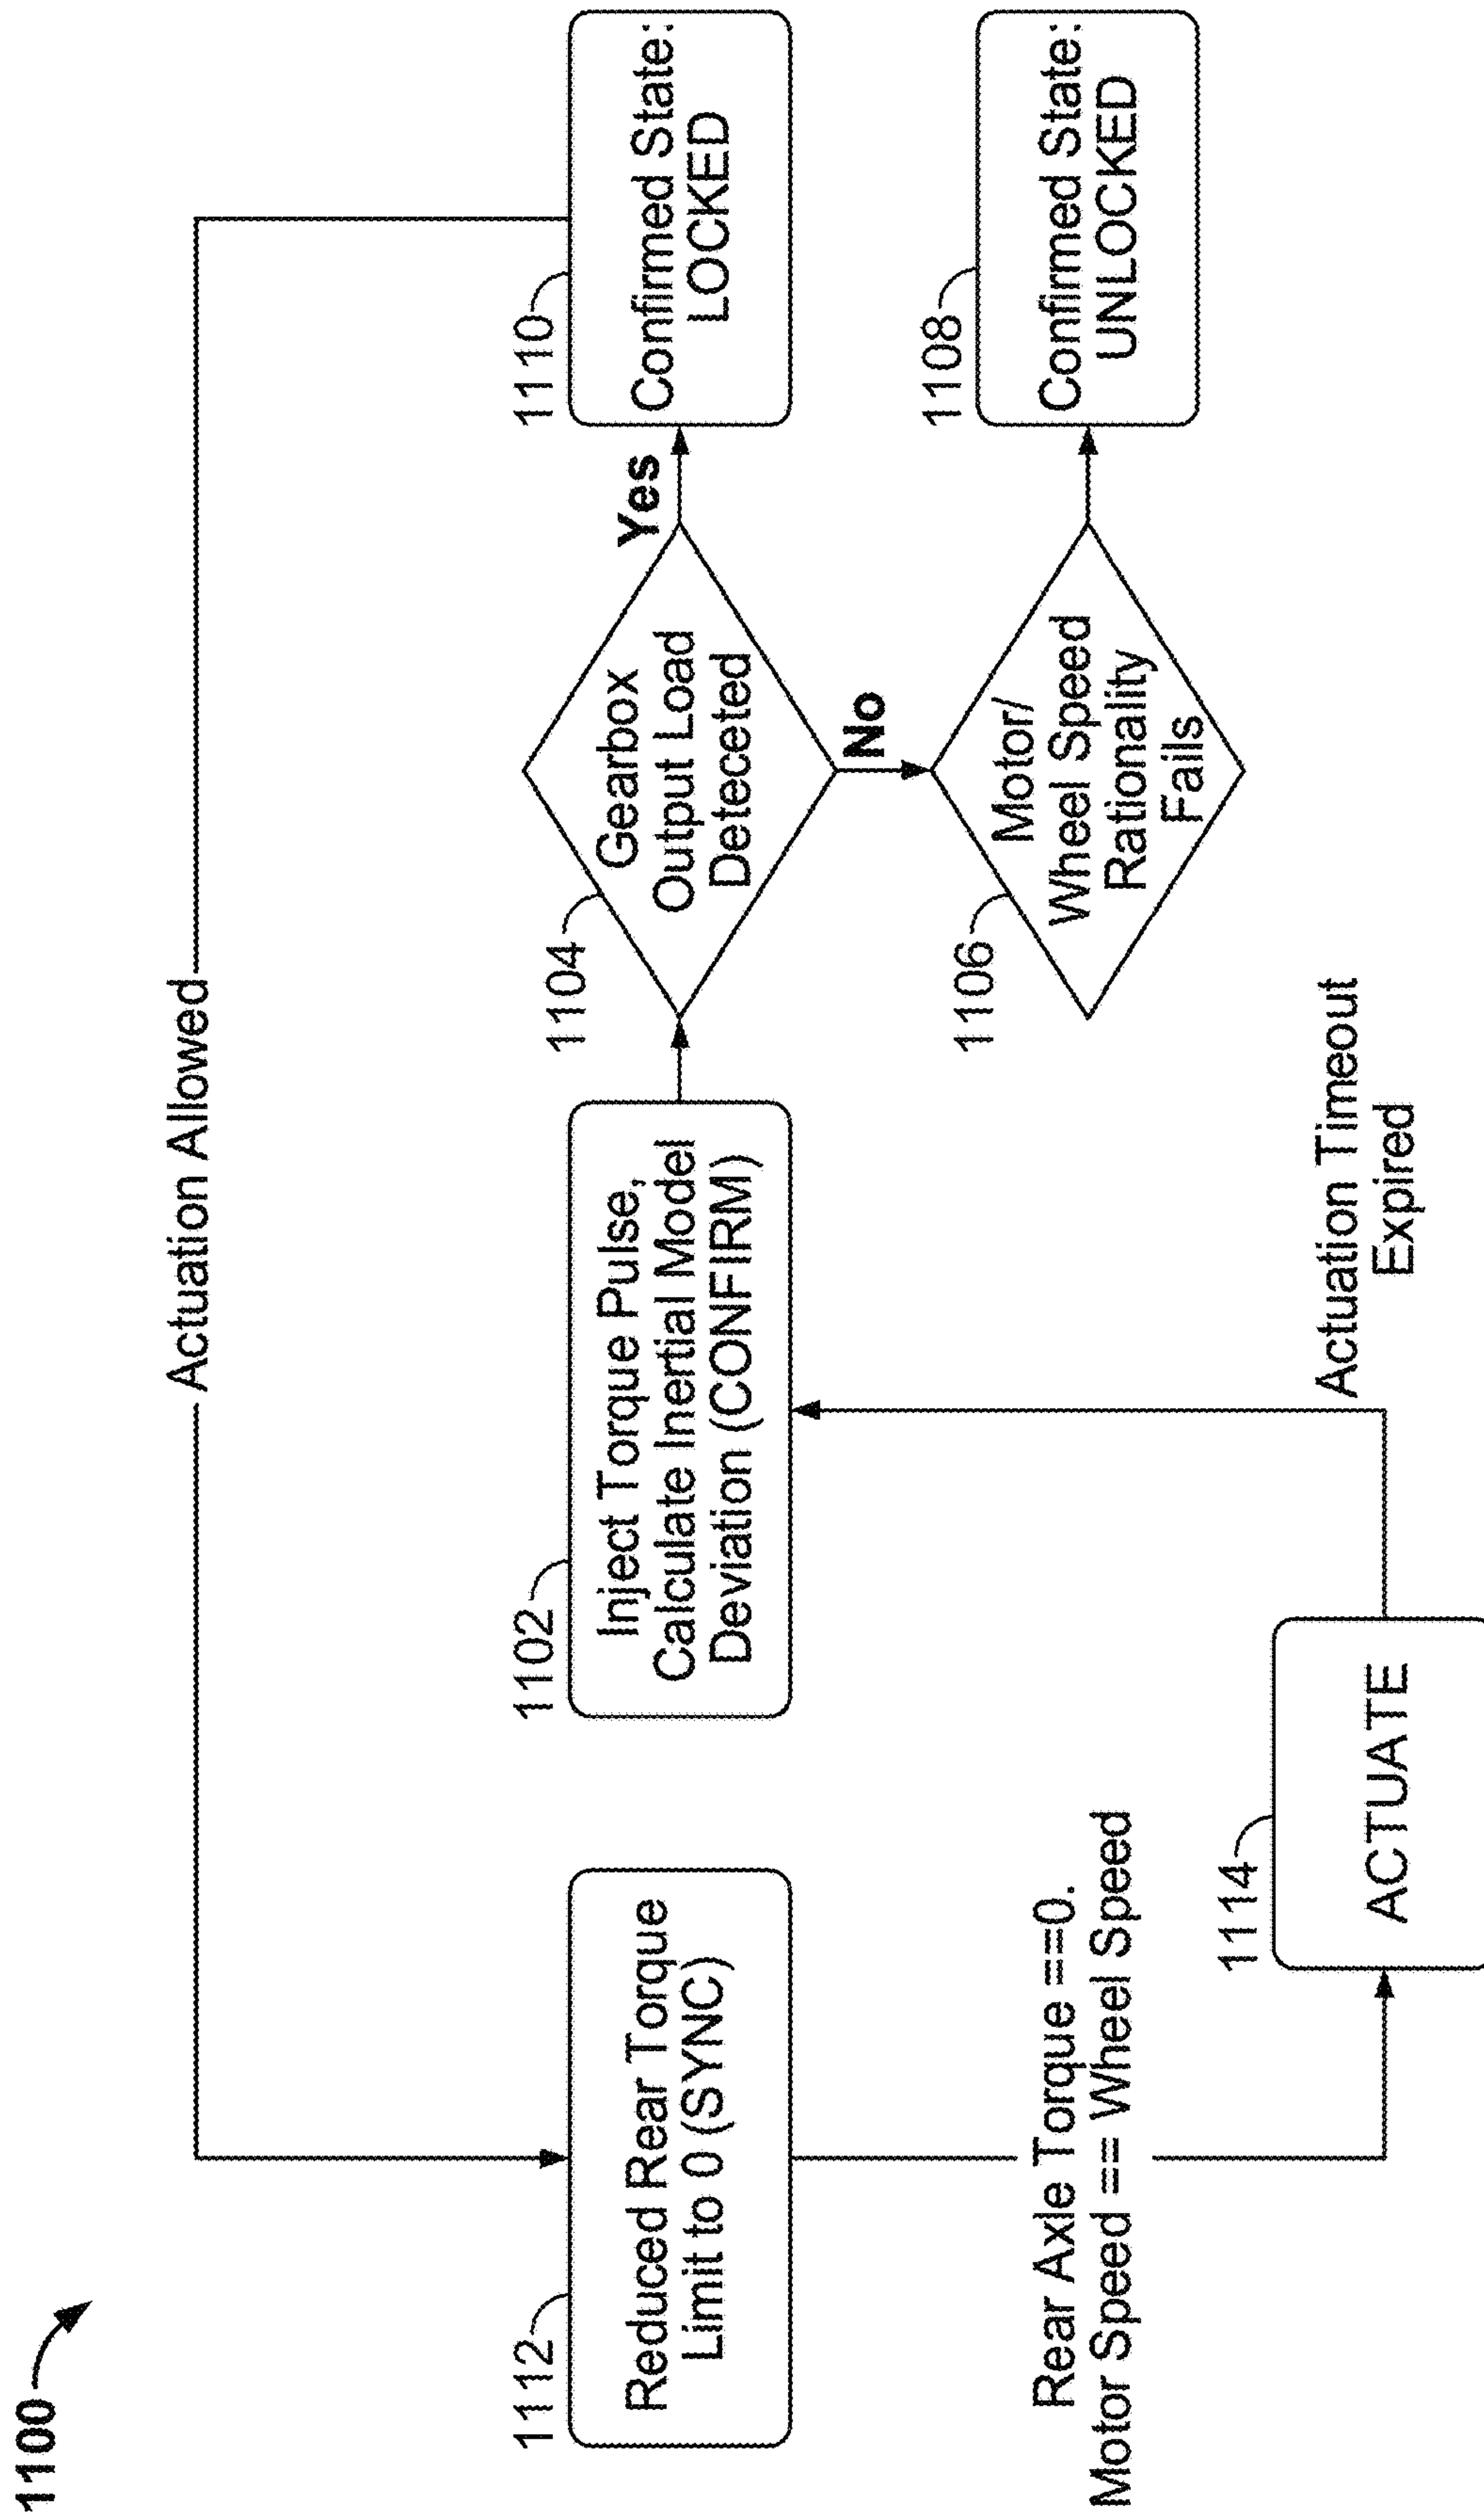 1100
Actuation Allowed
1112
Reduced Rear Torque
Limit to 0 (SYNC)
1102
Inject Torque Pulse,
Calculate Inertial Model
Deviation (CONFIRM)
1104
Gearbox
Output Load
Deteceted
Yes
1110
Confirmed State:
LOCKED
No
1106
Motor/
Wheel Speed
Rationality
Fails
1108
Confirmed State:
UNLOCKED
Rear Axle Torque ==0.
Motor Speed == Wheel Speed
1114
ACTUATE
Actuation Timeout
Expired